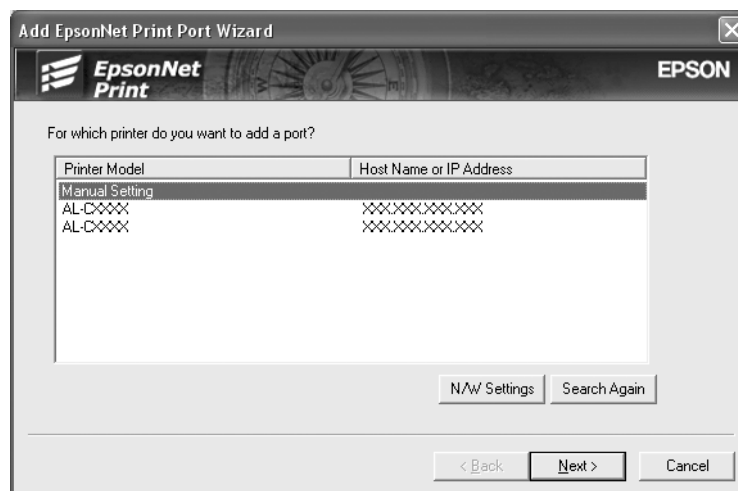 Add EpsonNet Print Port Wizard
EpsonNet
Print
EPSON
For which printer do you want to add a port?
Printer Model Host Name or IP Address
Manual Setting
AL-CXXXX XXX.XXX.XXX.XXX
AL-CXXXX XXX.XXX.XXX.XXX
N/W Settings Search Again
< Back Next > Cancel